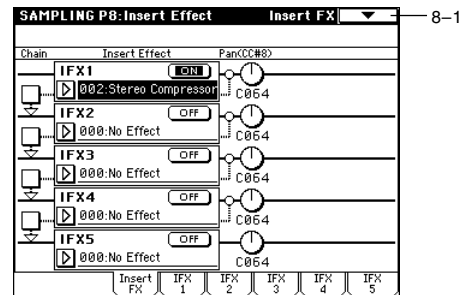 SAMPLING P8:Insert Effect Insert FX 8–1
Chain Insert Effect Pan(CC#8)
IFX1 ON
002:Stereo Compressor C064
IFX2 OFF
000:No Effect C064
IFX3 OFF
000:No Effect C064
IFX4 OFF
000:No Effect C064
IFX5 OFF
000:No Effect C064
Insert FX IFX 1 IFX 2 IFX 3 IFX 4 IFX 5